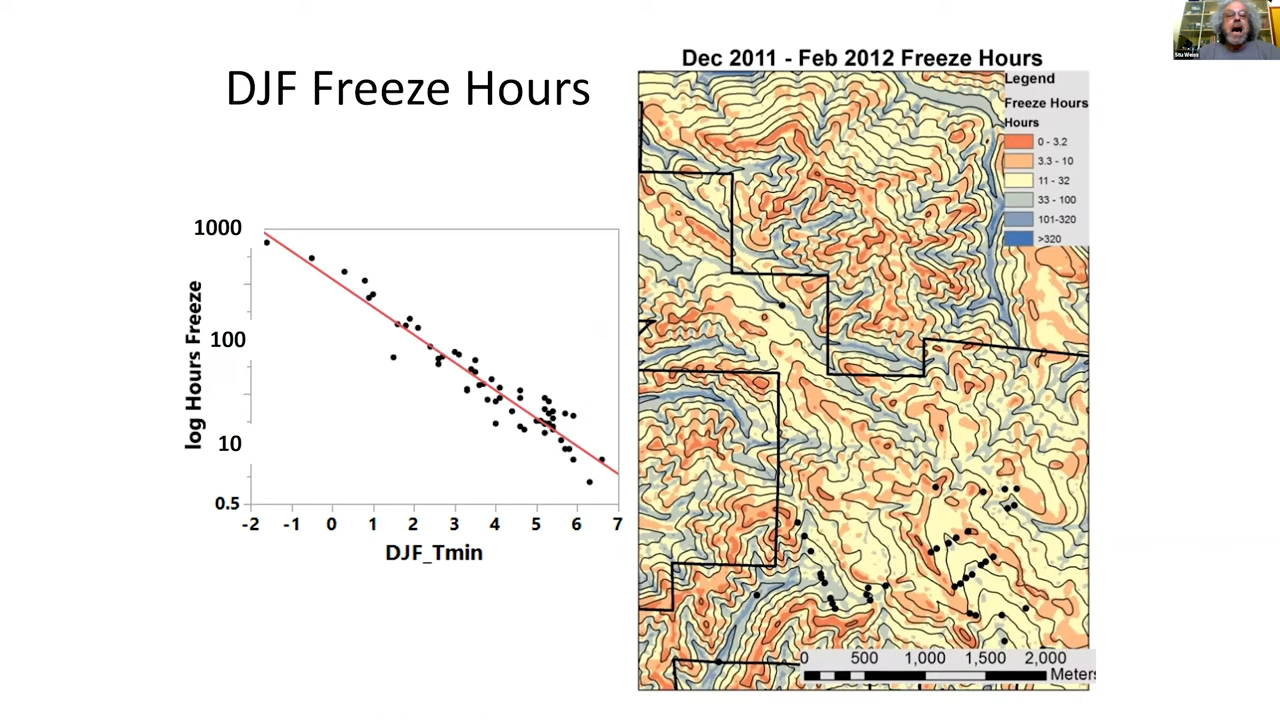 DJF Freeze Hours
log Hours Freeze
1000
100
10
0.5
-2 -1 0 1 2 3 4 5 6 7
DJF_Tmin
Dec 2011 - Feb 2012 Freeze Hours
Legend
Freeze Hours
Hours
0 - 3.2
3.3 - 10
11 - 32
33 - 100
101-320
>320
0 500 1,000 1,500 2,000
Meters
Stu Weiss